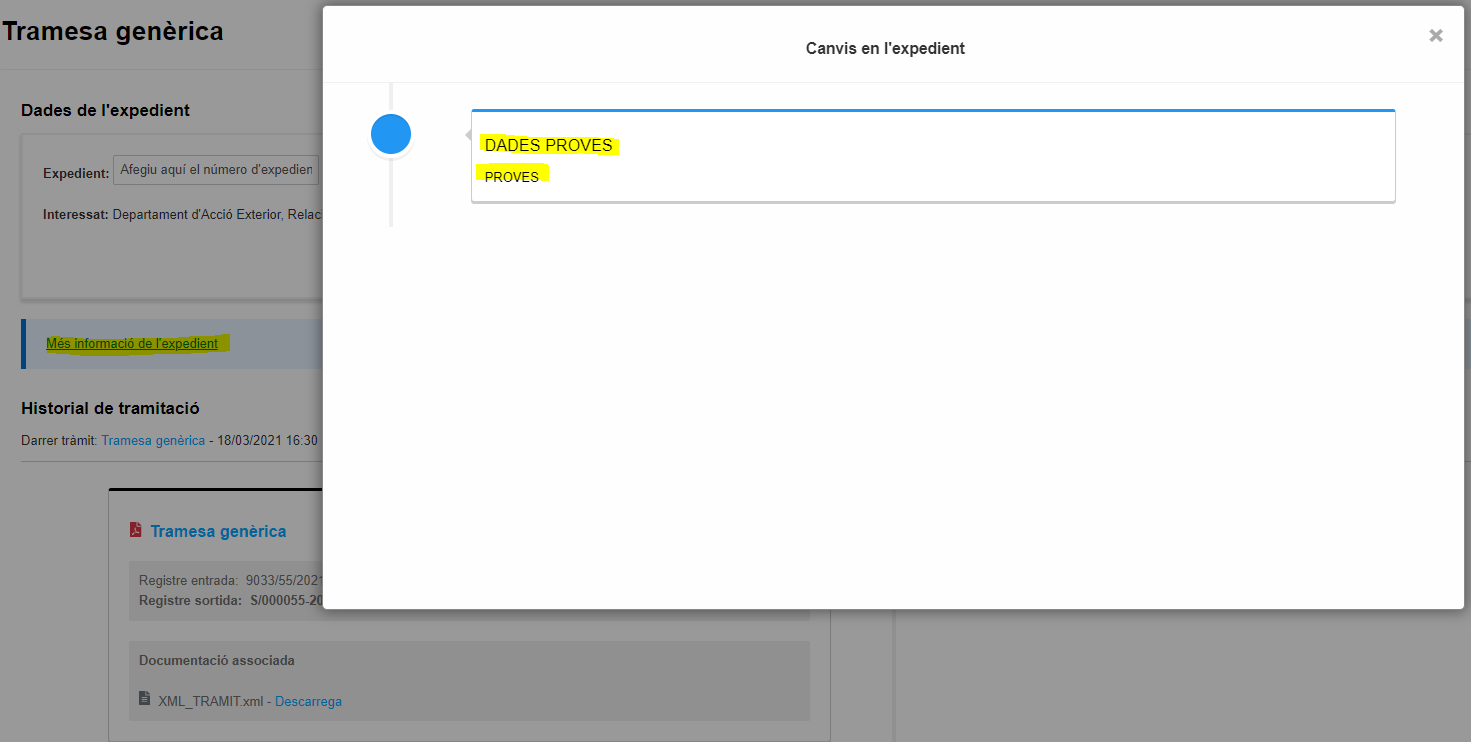 Tramesa genèrica
Canvis en l'expedient
DADES PROVES
PROVES
Dades de l'expedient
Expedient: Afegiu aquí el número d'expedien
Interessat: Departament d'Acció Exterior, Relac
Més informació de l'expedient
Historial de tramitació
Darrer tràmit: Tramesa genèrica - 18/03/2021 16:30
Tramesa genèrica
Registre entrada: 9033/55/2021
Registre sortida: S/000055-20
Documentació associada
XML_TRAMIT.xml - Descarrega